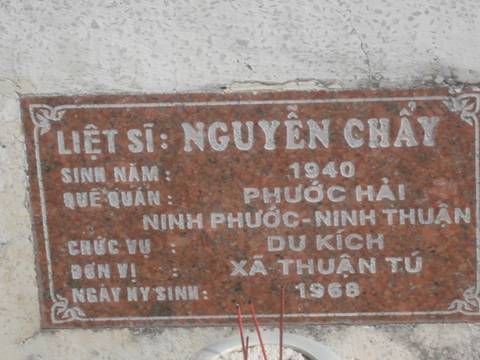 LIỆT SĨ: NGUYỄN CHẨY
SINH NĂM: 1940
QUÊ QUÁN: PHƯỚC HẢI
NINH PHƯỚC-NINH THUẬN
CHỨC VỤ : DU KÍCH
ĐƠN VỊ : XÃ THUẬN TÚ
NGÀY HY SINH: 1968